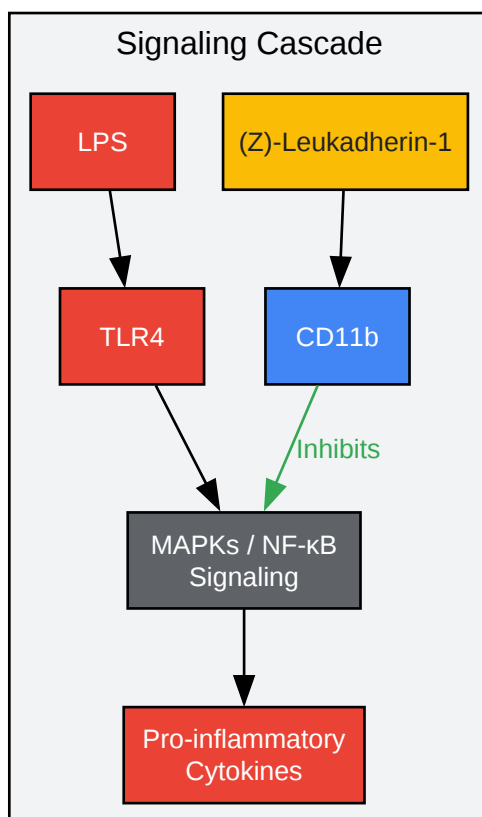 Signaling Cascade
LPS
(Z)-Leukadherin-1
TLR4
CD11b
Inhibits
MAPKs / NF-κB
Signaling
Pro-inflammatory
Cytokines